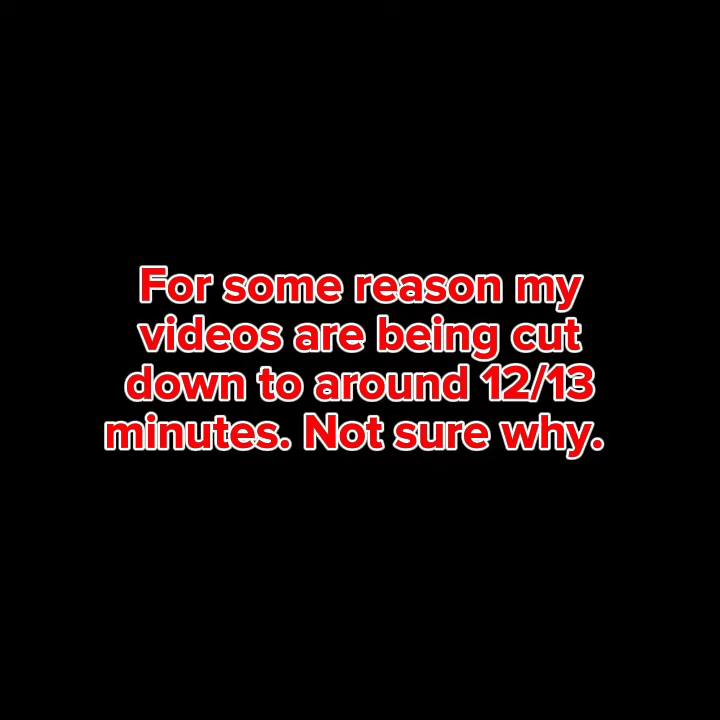 For some reason my
videos are being cut
down to around 12/13
minutes. Not sure why.